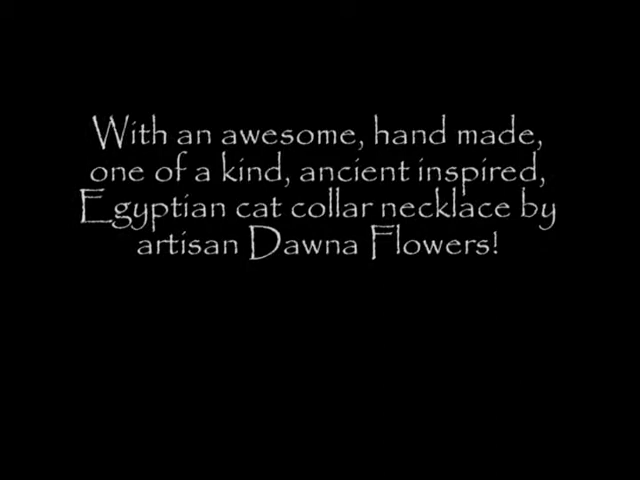 With an awesome, hand made,
one of a kind, ancient inspired,
Egyptian cat collar necklace by
artisan Dawna Flowers!